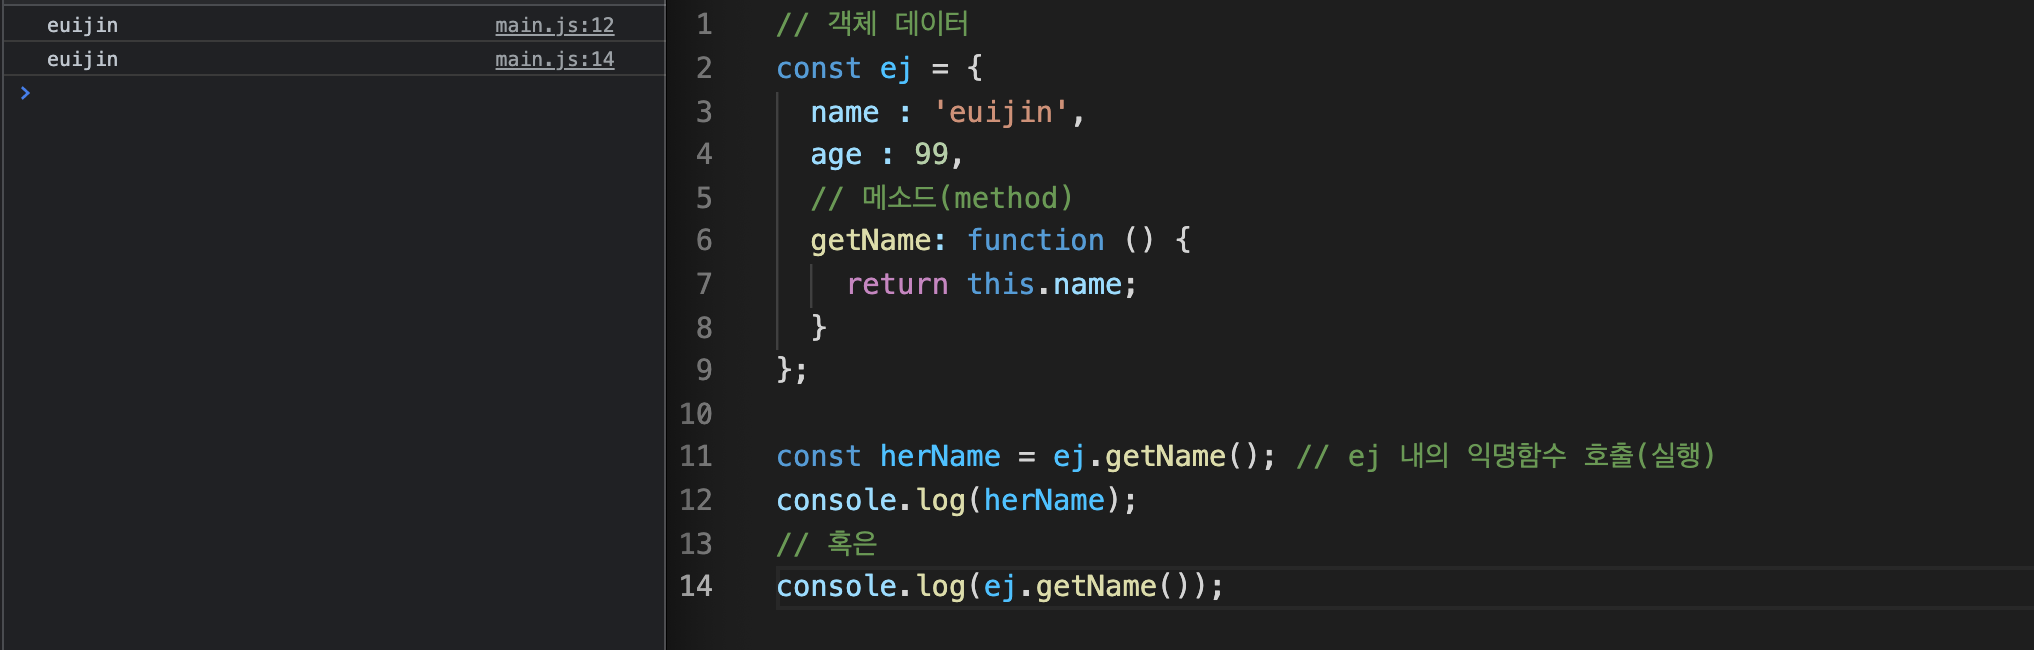 euijin main.js:12
euijin main.js:14
>
1 // 객체 데이터
2 const ej = {
3   name : 'euijin',
4   age : 99,
5   // 메소드(method)
6   getName: function () {
7     return this.name;
8   }
9 };
10
11 const herName = ej.getName(); // ej 내의 익명함수 호출(실행)
12 console.log(herName);
13 // 혹은
14 console.log(ej.getName());